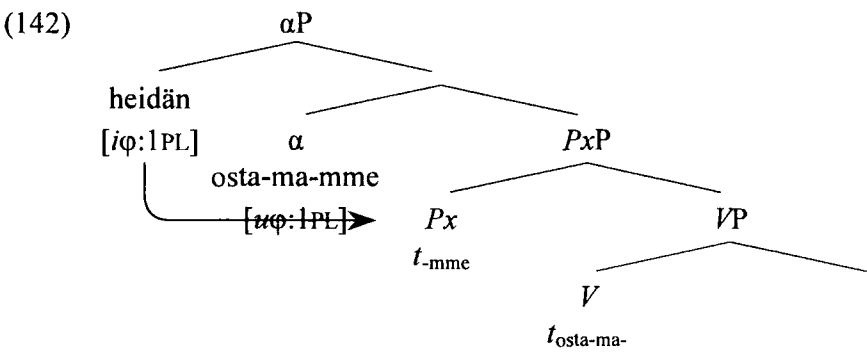 (142) αP
heidän
[iφ:1PL] α PxP
osta-ma-mme
[uφ:1PL] Px VP
t-mme
V
tosta-ma-